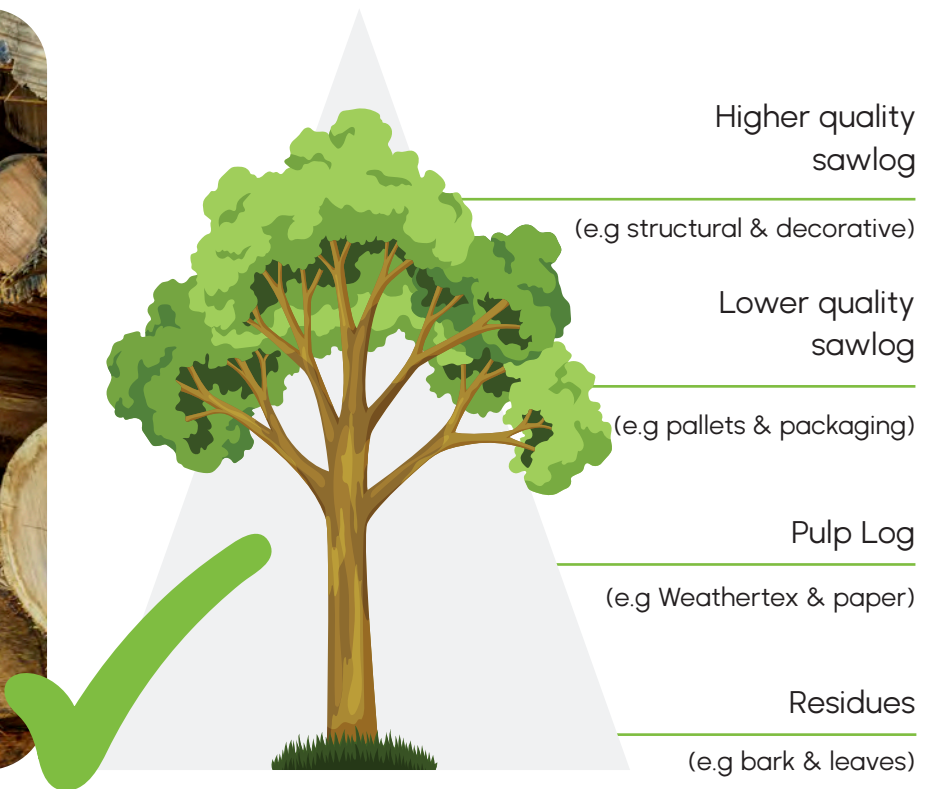 Higher quality
sawlog
(e.g structural & decorative)
Lower quality
sawlog
(e.g pallets & packaging)
Pulp Log
(e.g Weathertex & paper)
Residues
(e.g bark & leaves)